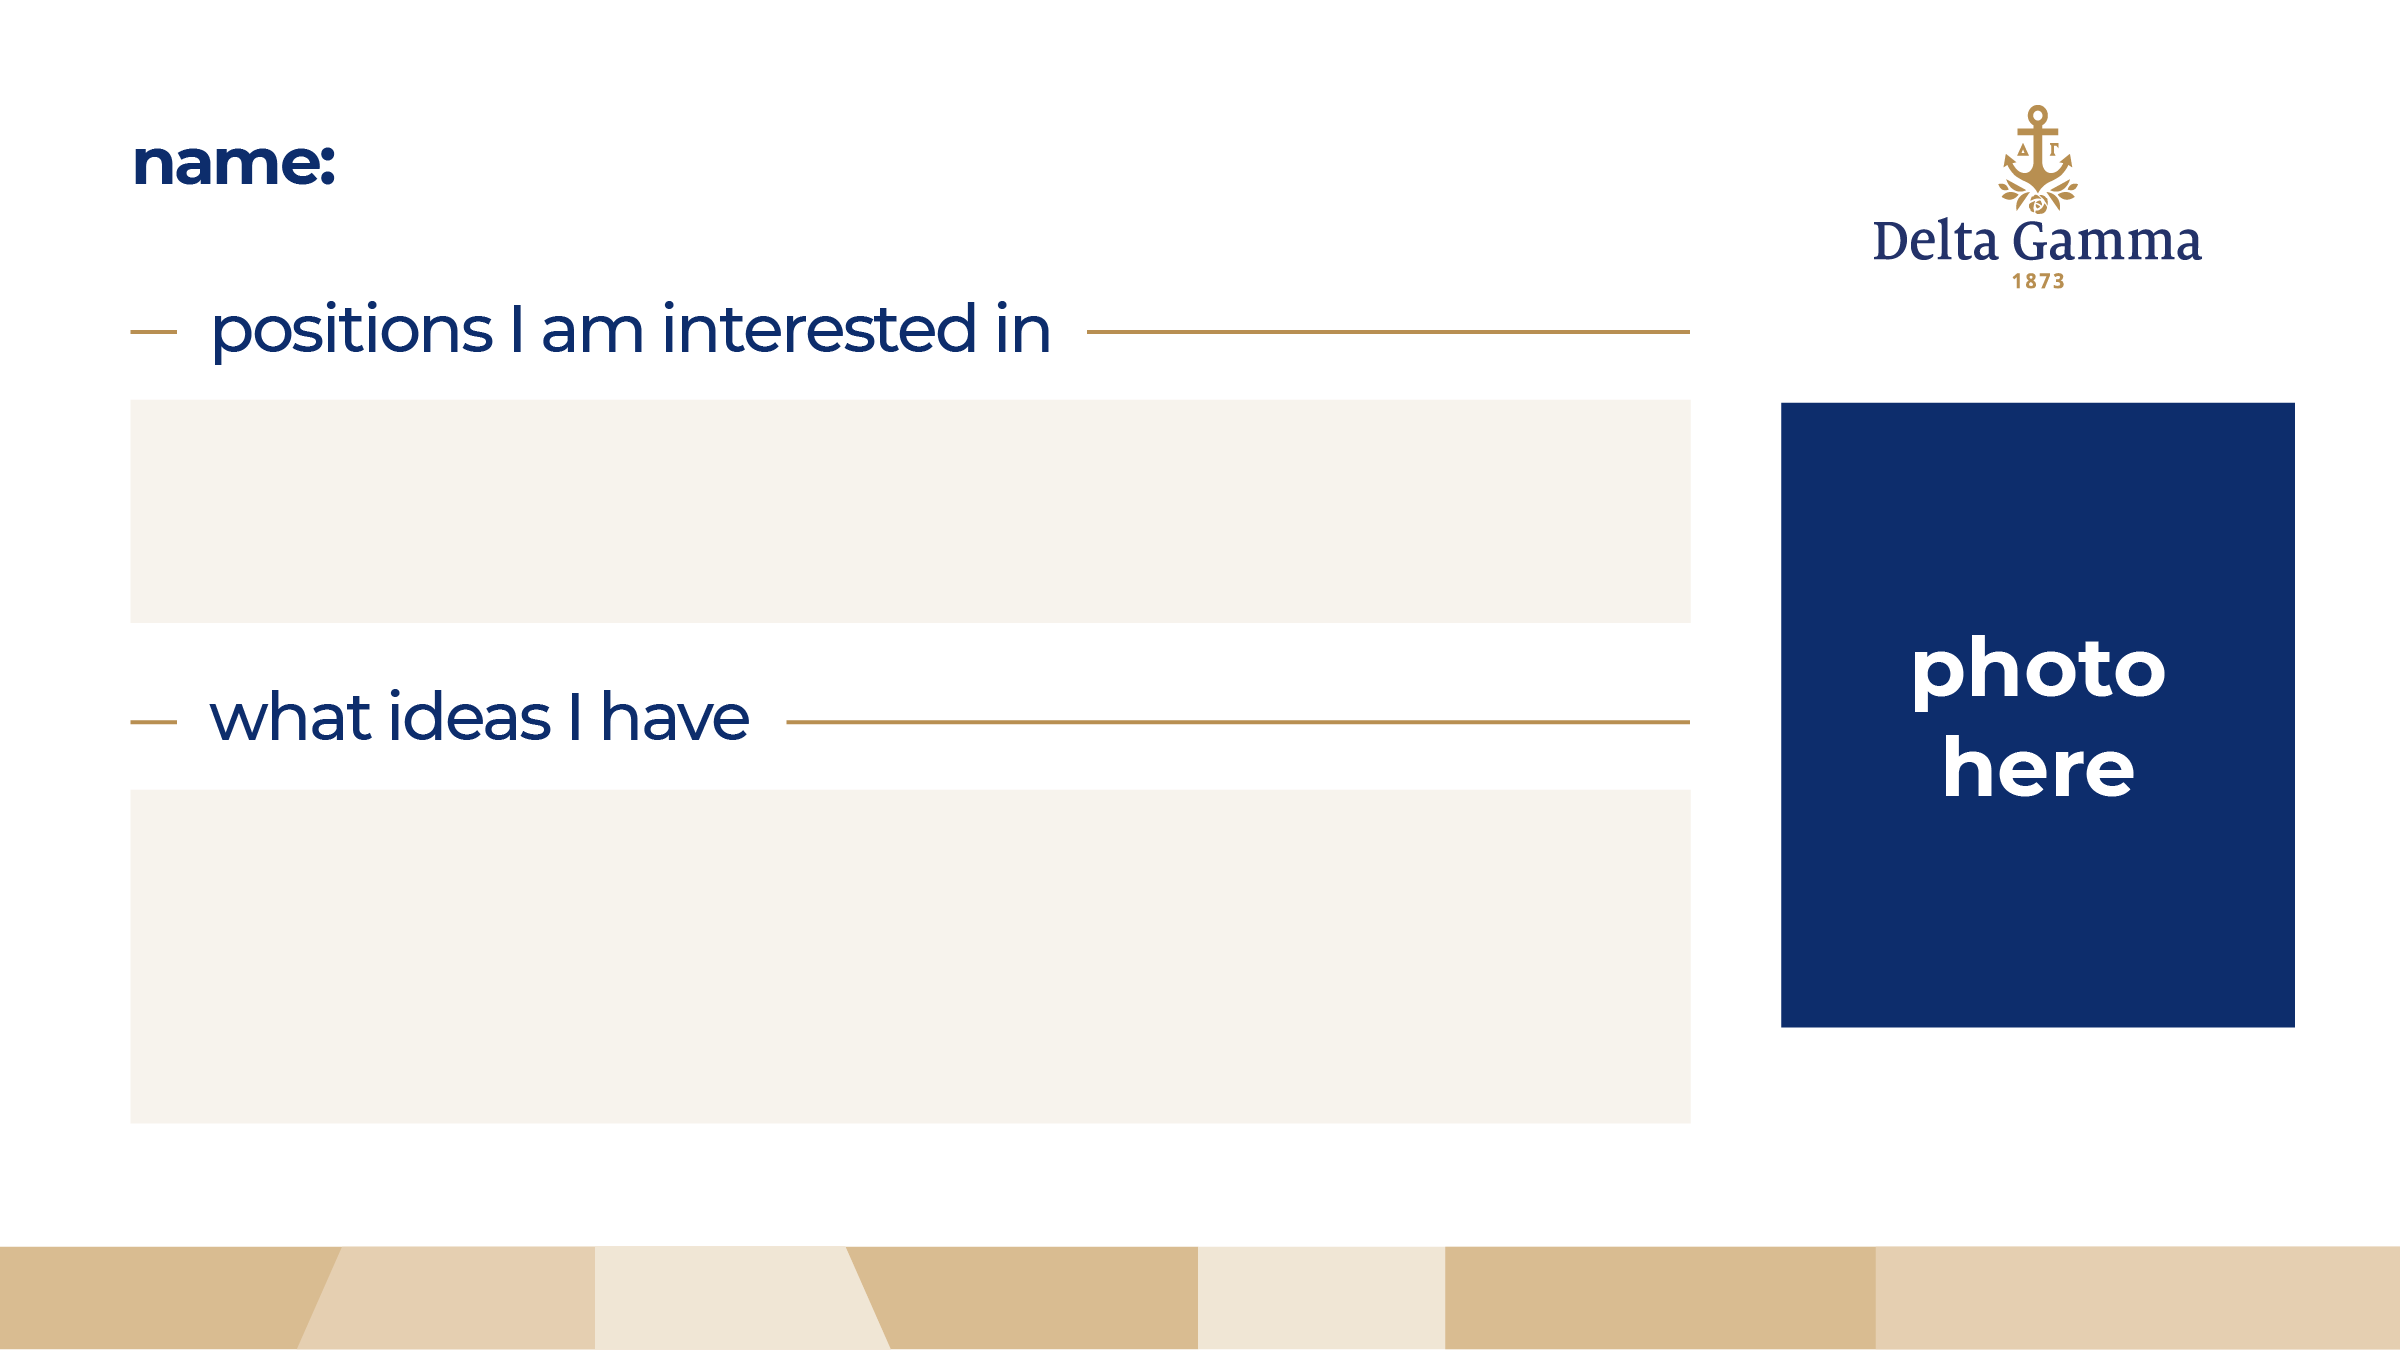 name:
Δ Γ
Delta Gamma
1873
positions I am interested in
what ideas I have
photo
here